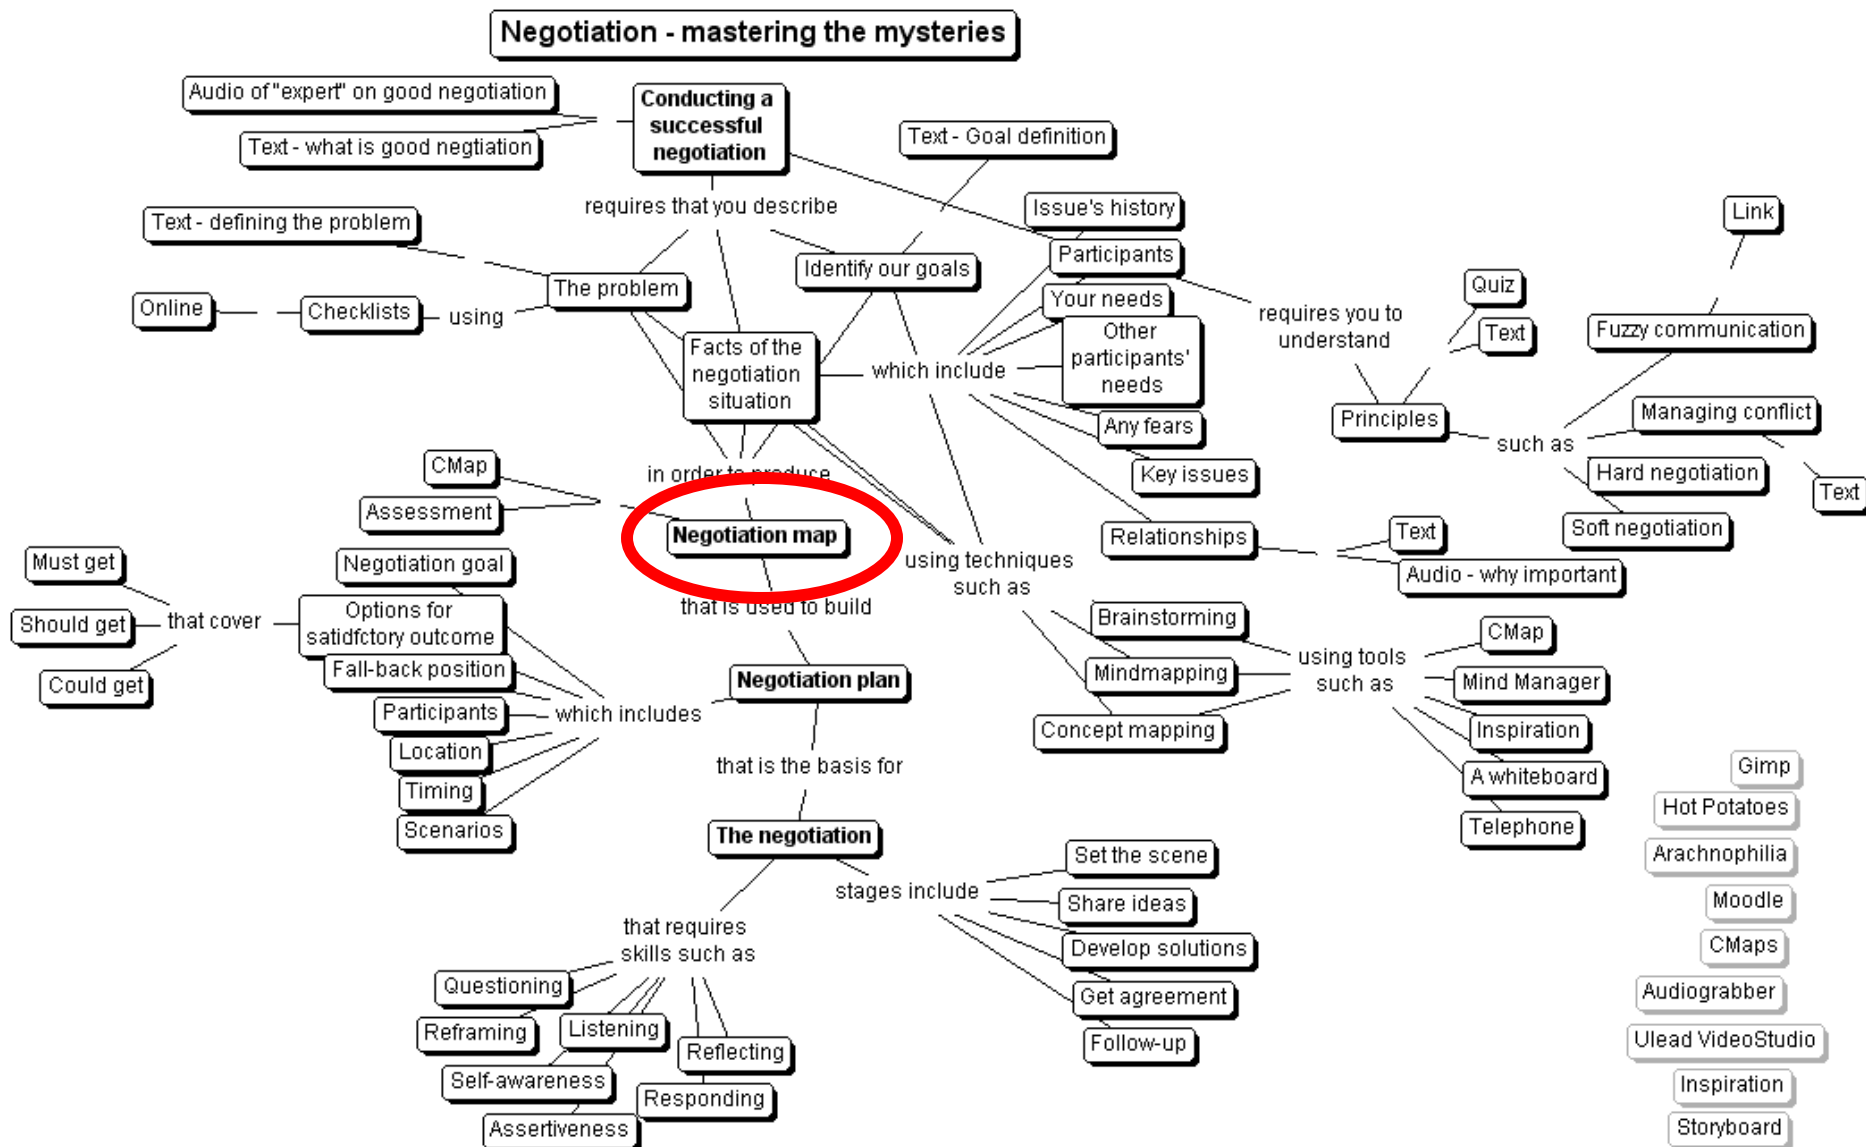 Negotiation - mastering the mysteries
Audio of "expert" on good negotiation
Text - what is good negtiation
Conducting a
successful
negotiation
Text - Goal definition
requires that you describe
Text - defining the problem
Issue's history
Link
Participants
Identify our goals
The problem
Your needs
Quiz
Online
Checklists
using
requires you to
understand
Fuzzy communication
Text
Other
participants'
needs
Facts of the
negotiation
situation
which include
Principles
Managing conflict
such as
Any fears
Key issues
Hard negotiation
Text
Soft negotiation
CMap
in order to produce
Assessment
Negotiation map
Relationships
Text
Audio - why important
Must get
Negotiation goal
using techniques
such as
that cover
Should get
Options for
satidfctory outcome
that is used to build
Brainstorming
CMap
using tools
such as
Fall-back position
Could get
Negotiation plan
Mindmapping
Mind Manager
Participants
which includes
Concept mapping
Inspiration
Location
that is the basis for
Timing
A whiteboard
Gimp
Scenarios
The negotiation
Telephone
Hot Potatoes
Set the scene
Arachnophilia
stages include
Share ideas
Moodle
that requires
skills such as
Develop solutions
CMaps
Questioning
Get agreement
Audiograbber
Reframing
Listening
Reflecting
Follow-up
Ulead VideoStudio
Self-awareness
Responding
Inspiration
Assertiveness
Storyboard